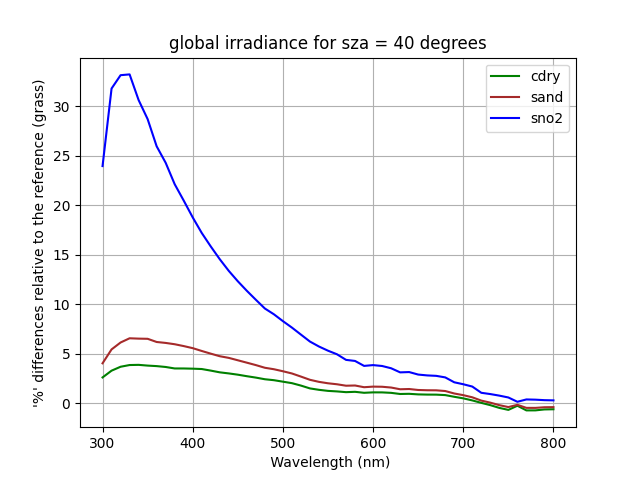 global irradiance for sza = 40 degrees
cdry
sand
sno2
'%' differences relative to the reference (grass)
30
25
20
15
10
5
0
300 400 500 600 700 800
Wavelength (nm)